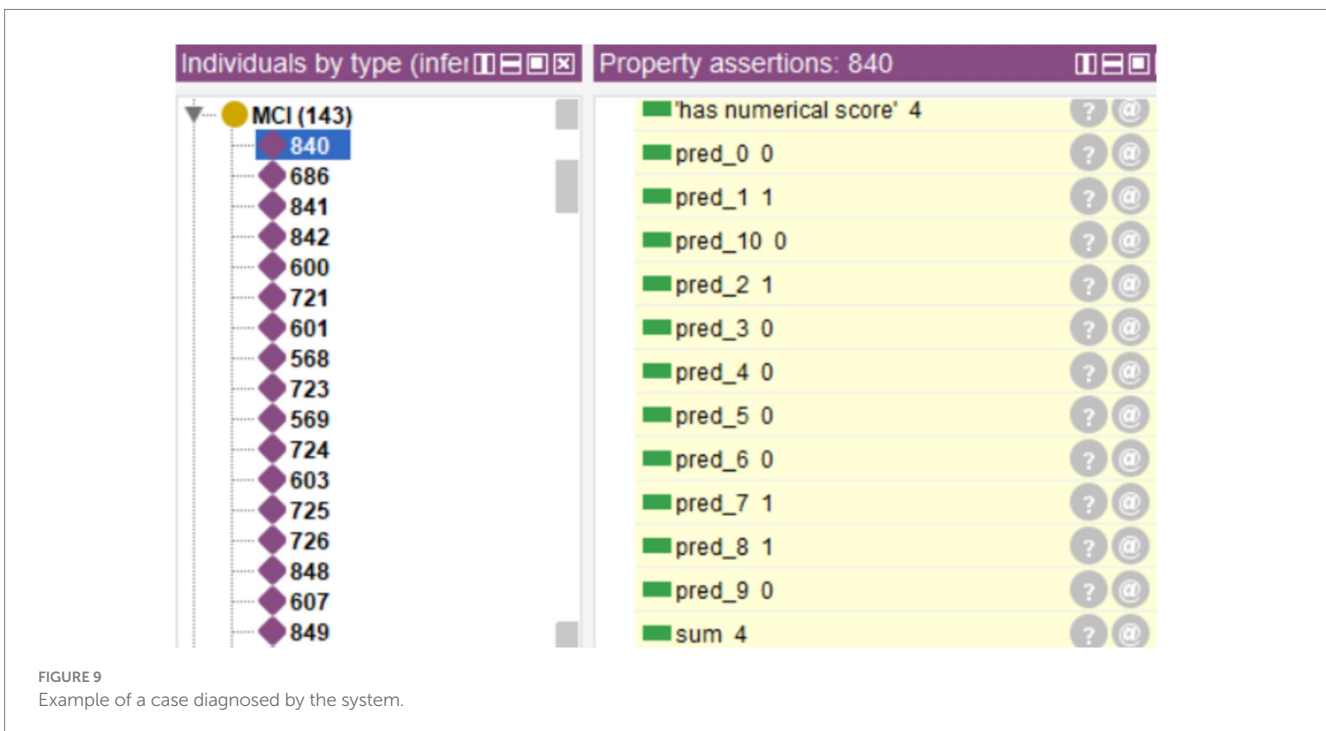 Individuals by type (infer
MCI (143)
840
686
841
842
600
721
601
568
723
569
724
603
725
726
848
607
849
Property assertions: 840
'has numerical score' 4
pred_0 0
pred_1 1
pred_10 0
pred_2 1
pred_3 0
pred_4 0
pred_5 0
pred_6 0
pred_7 1
pred_8 1
pred_9 0
sum 4
FIGURE 9
Example of a case diagnosed by the system.